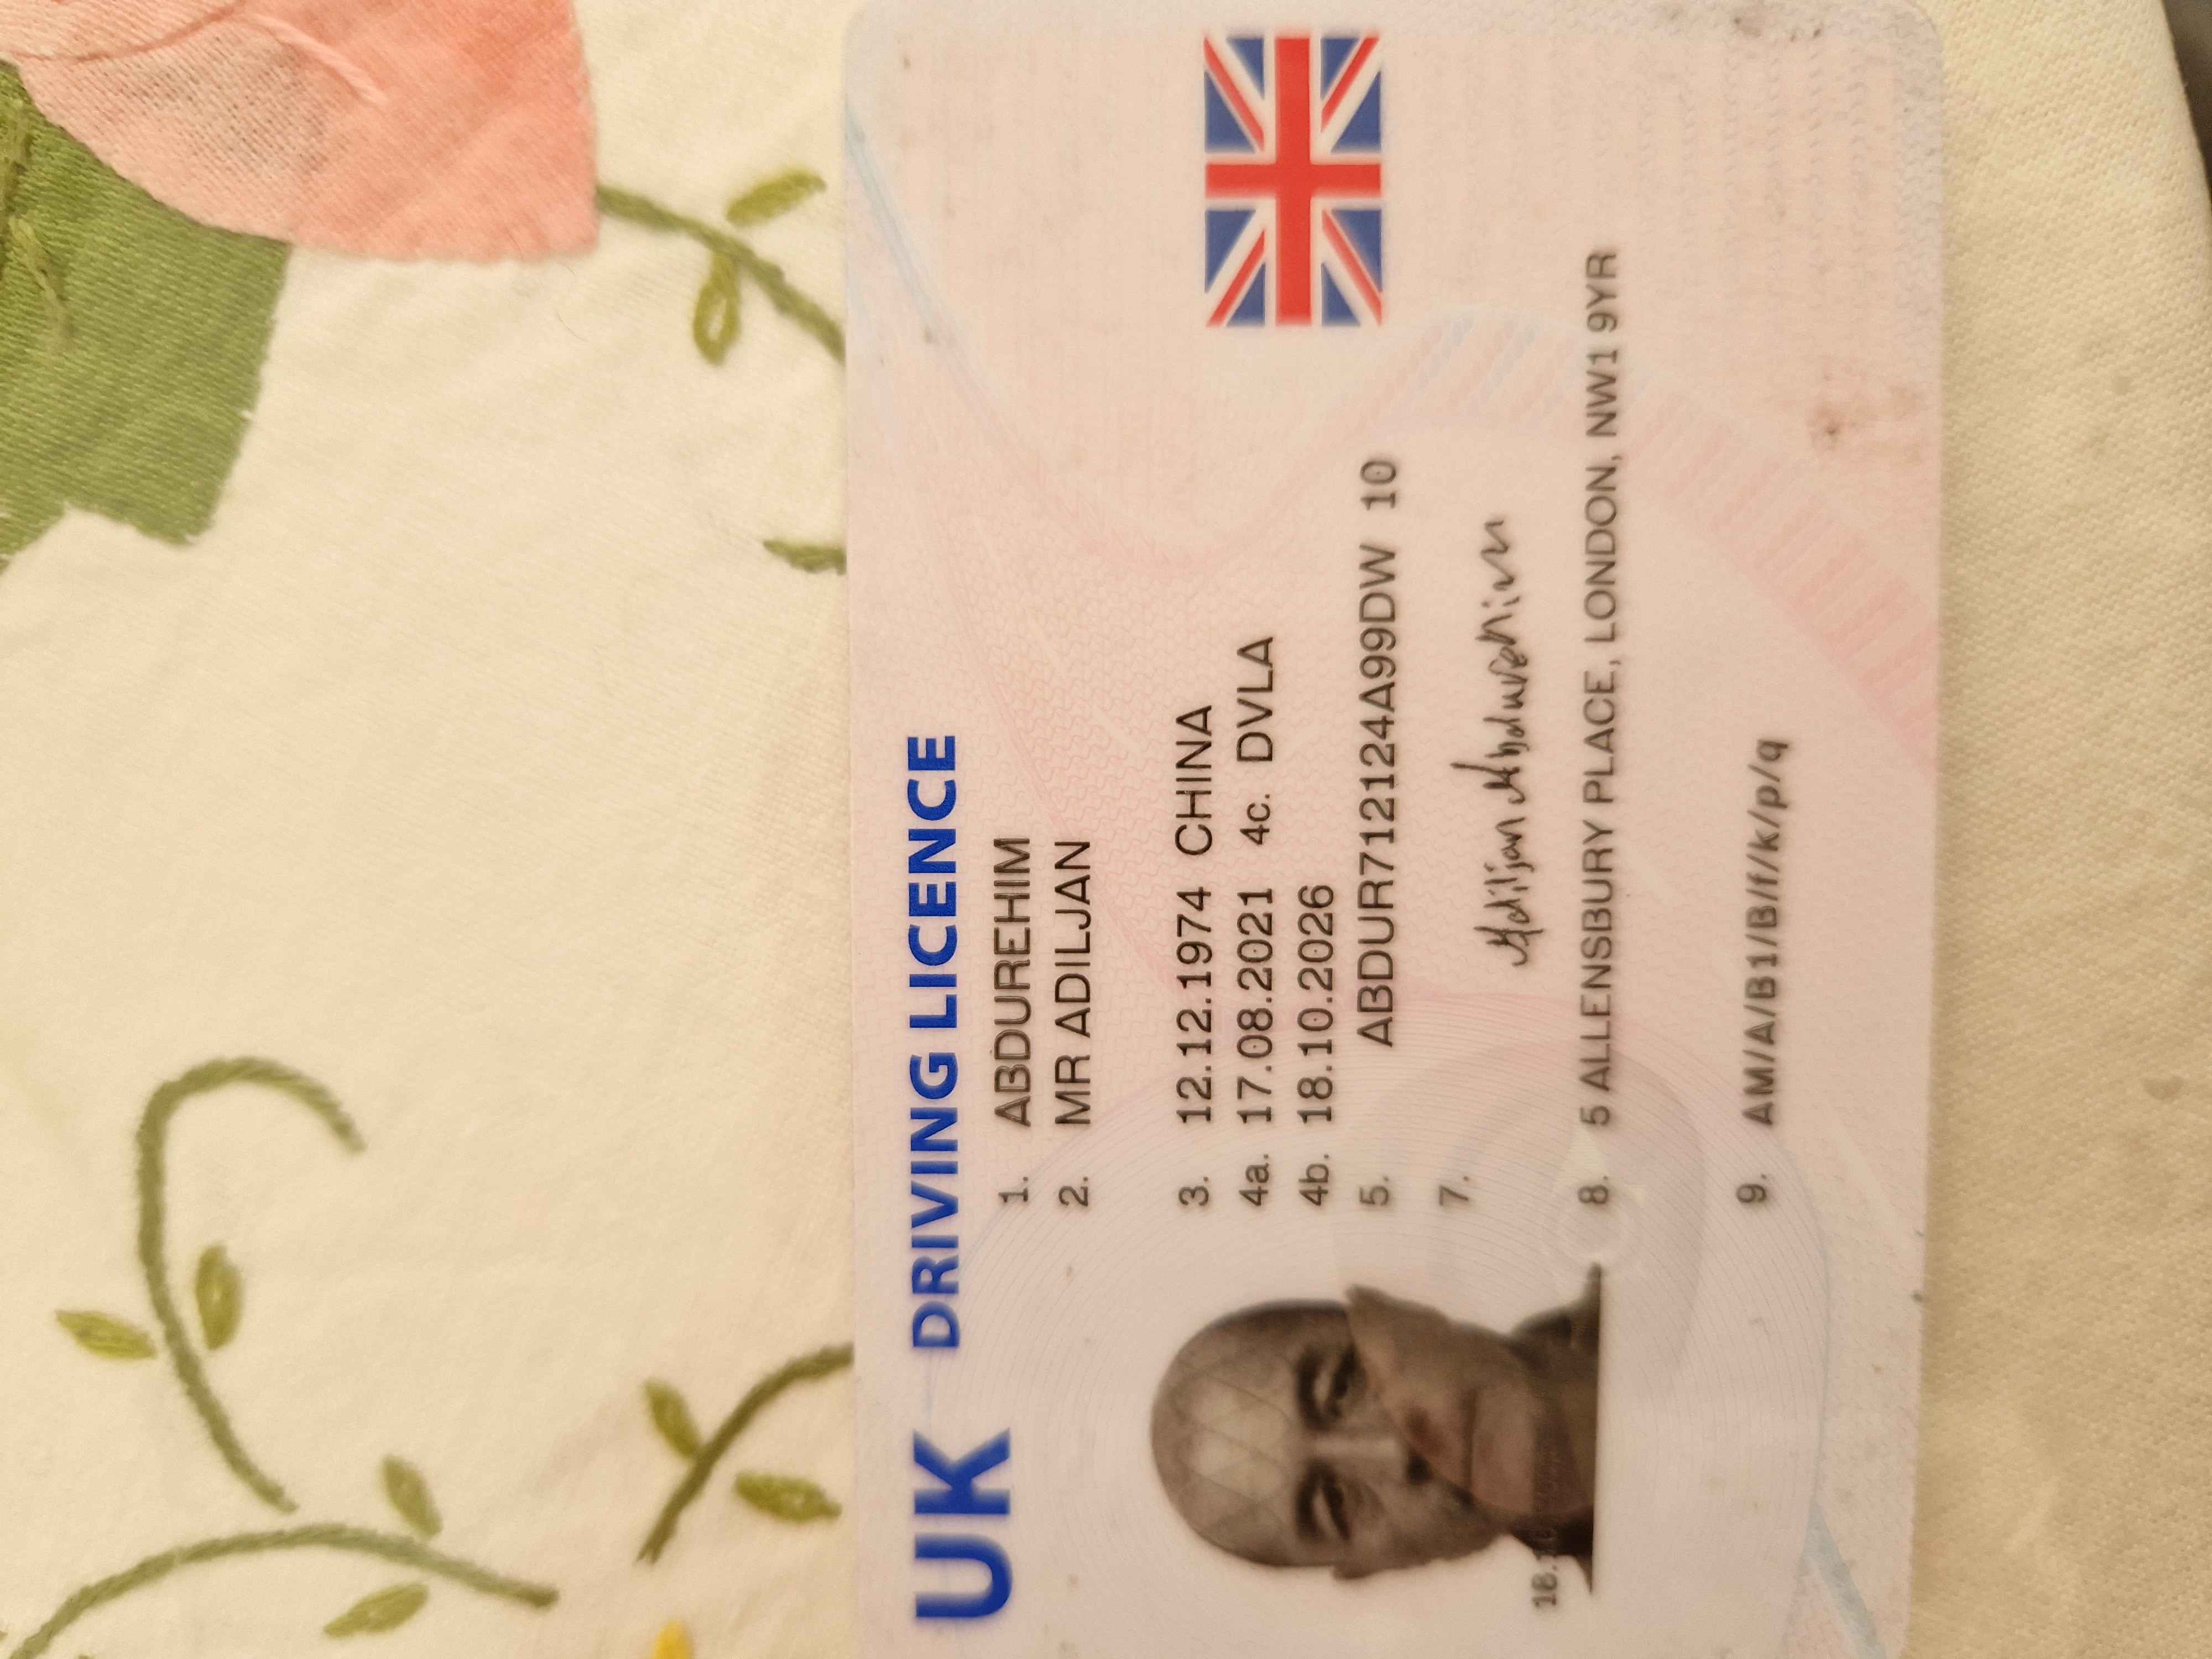 UK DRIVING LICENCE
1. ABDUREHIM
2. MR ADILJAN
3. 12.12.1974 CHINA
4a. 17.08.2021 4c. DVLA
4b. 18.10.2026
5. ABDUR712124A99DW 10
7. Adiljan Abdurehim
8. 5 ALLENSBURY PLACE, LONDON, NW1 9YR
9. AM/A/B1/B/f/k/p/q